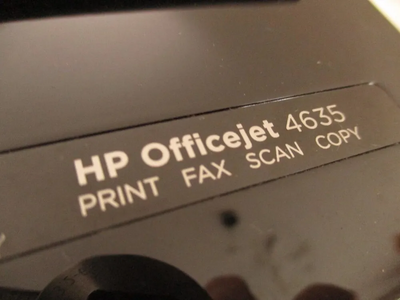 HP Officejet 4635
PRINT FAX SCAN COPY